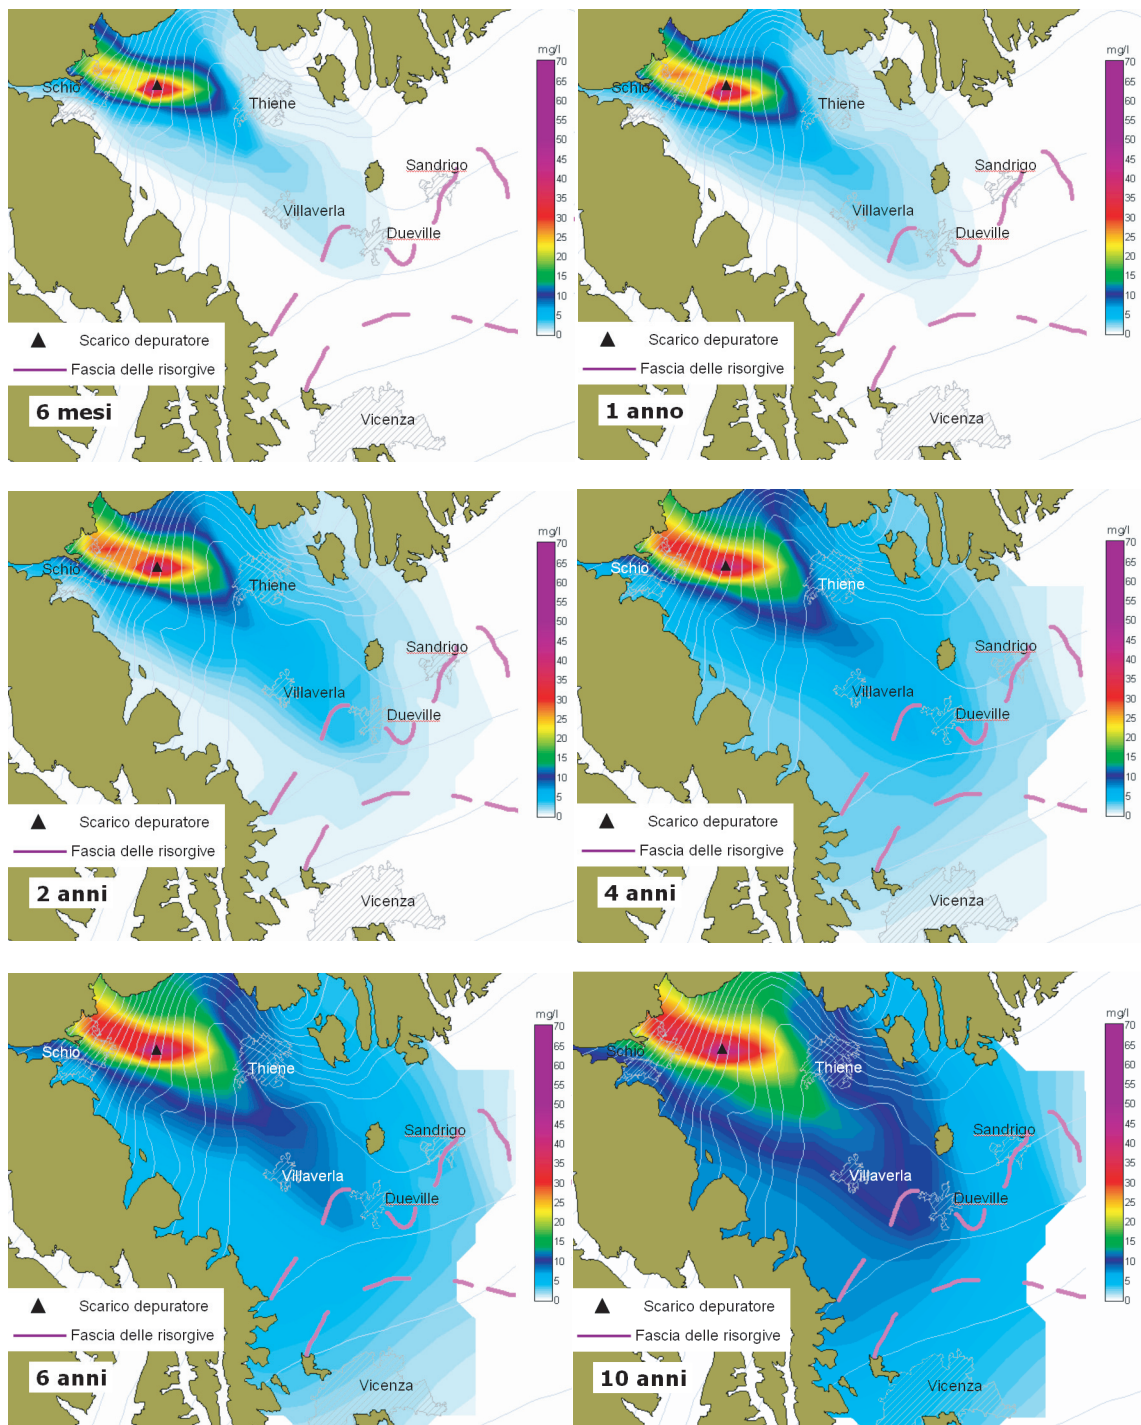 mg/l
70
65
60
55
50
45
40
35
30
25
20
15
10
5
0
Schio
Thiene
Sandrigo
Villaverla
Dueville
Scarico depuratore
Fascia delle risorgive
6 mesi
Vicenza
mg/l
70
65
60
55
50
45
40
35
30
25
20
15
10
5
0
Schio
Thiene
Sandrigo
Villaverla
Dueville
Scarico depuratore
Fascia delle risorgive
1 anno
Vicenza
mg/l
70
65
60
55
50
45
40
35
30
25
20
15
10
5
0
Schio
Thiene
Sandrigo
Villaverla
Dueville
Scarico depuratore
Fascia delle risorgive
2 anni
Vicenza
mg/l
70
65
60
55
50
45
40
35
30
25
20
15
10
5
0
Schio
Thiene
Sandrigo
Villaverla
Dueville
Scarico depuratore
Fascia delle risorgive
4 anni
Vicenza
mg/l
70
65
60
55
50
45
40
35
30
25
20
15
10
5
0
Schio
Thiene
Sandrigo
Villaverla
Dueville
Scarico depuratore
Fascia delle risorgive
6 anni
Vicenza
mg/l
70
65
60
55
50
45
40
35
30
25
20
15
10
5
0
Schio
Thiene
Sandrigo
Villaverla
Dueville
Scarico depuratore
Fascia delle risorgive
10 anni
Vicenza